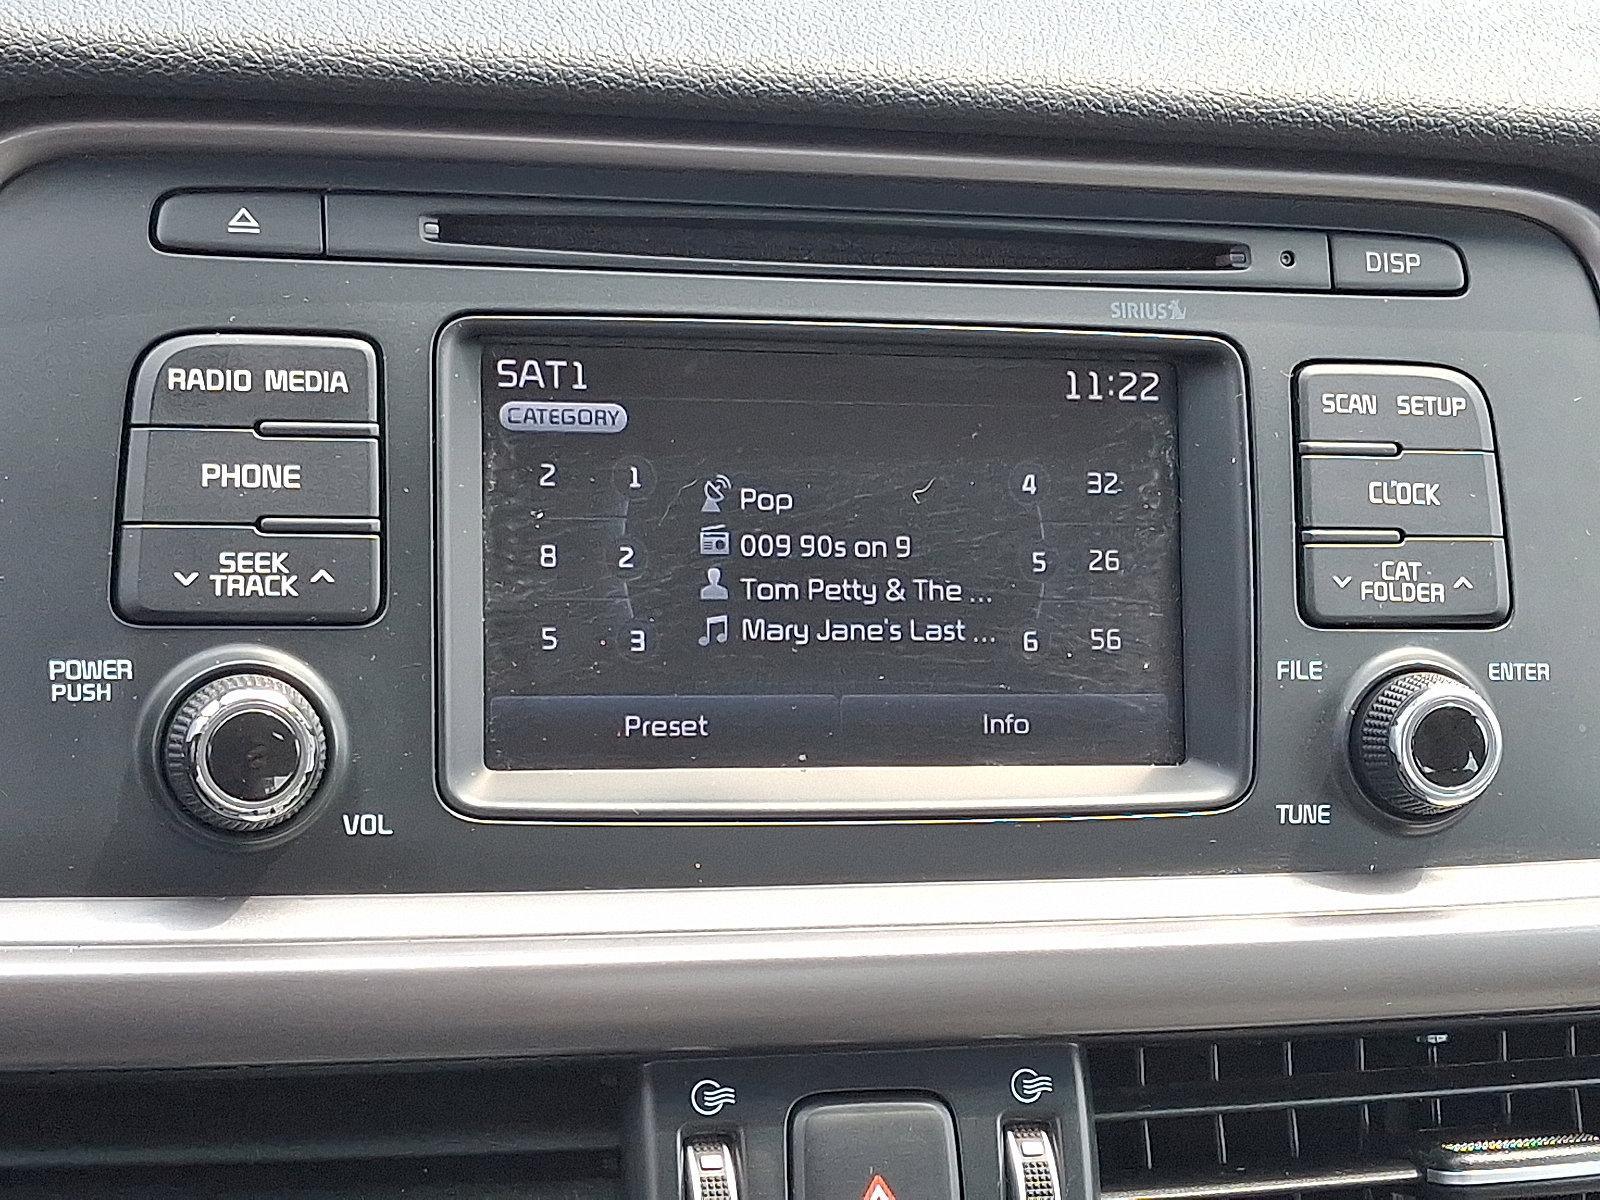 DISP
SIRIUS
RADIO MEDIA
PHONE
SEEK
TRACK
POWER
PUSH
VOL
SAT1
11:22
CATEGORY
2 1
8 2
5 3
Pop
009 90s on 9
Tom Petty & The ...
Mary Jane's Last ...
4 32
5 26
6 56
Preset
Info
SCAN SETUP
CLOCK
CAT
FOLDER
FILE
ENTER
TUNE